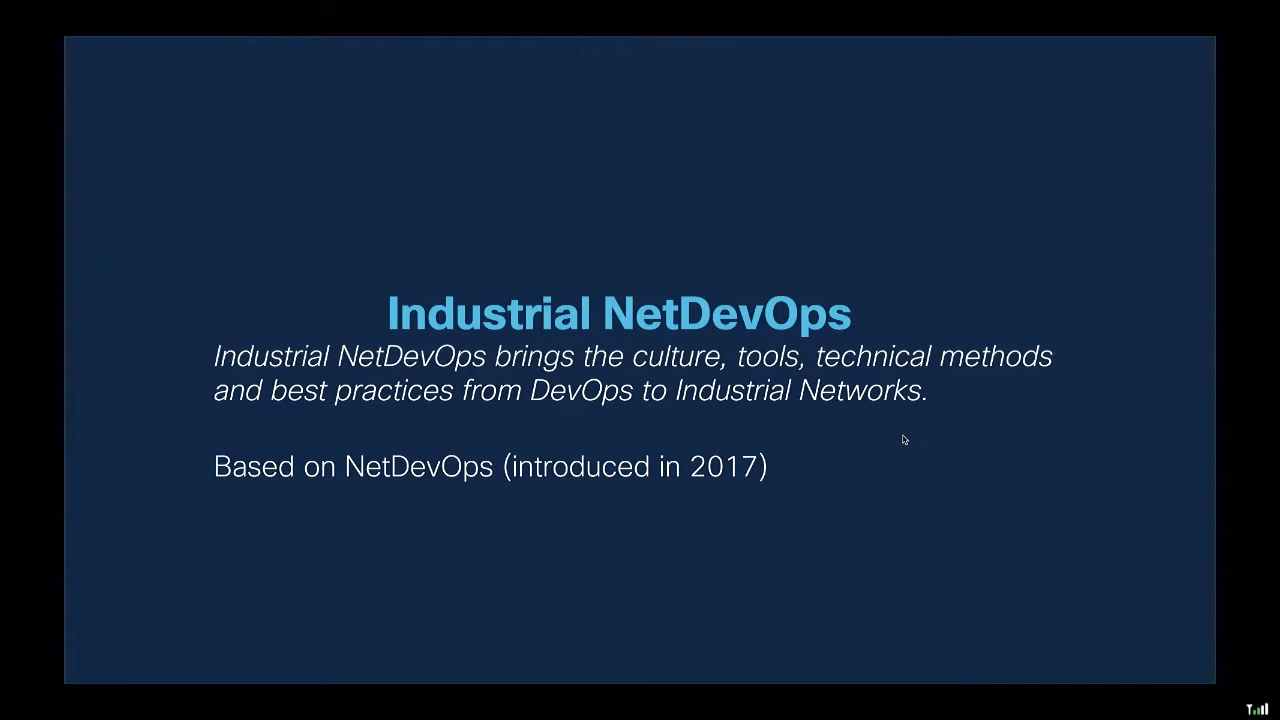 Industrial NetDevOps
Industrial NetDevOps brings the culture, tools, technical methods
and best practices from DevOps to Industrial Networks.
Based on NetDevOps (introduced in 2017)